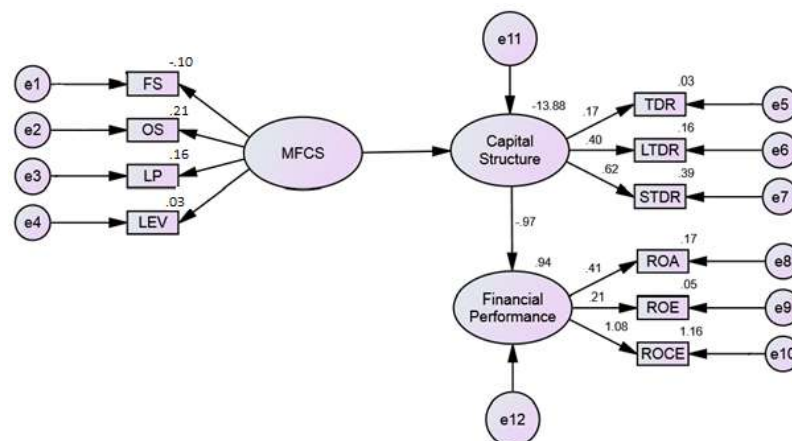 e11
-.10
e1
FS
.21
e2
OS
.16
e3
LP
.03
e4
LEV
MFCS
-13.88
Capital
Structure
.17
.40
.62
.03
TDR
e5
.16
LTDR
e6
.39
STDR
e7
-.97
.94
Financial
Performance
.41
.21
1.08
.17
ROA
e8
.05
ROE
e9
1.16
ROCE
e10
e12